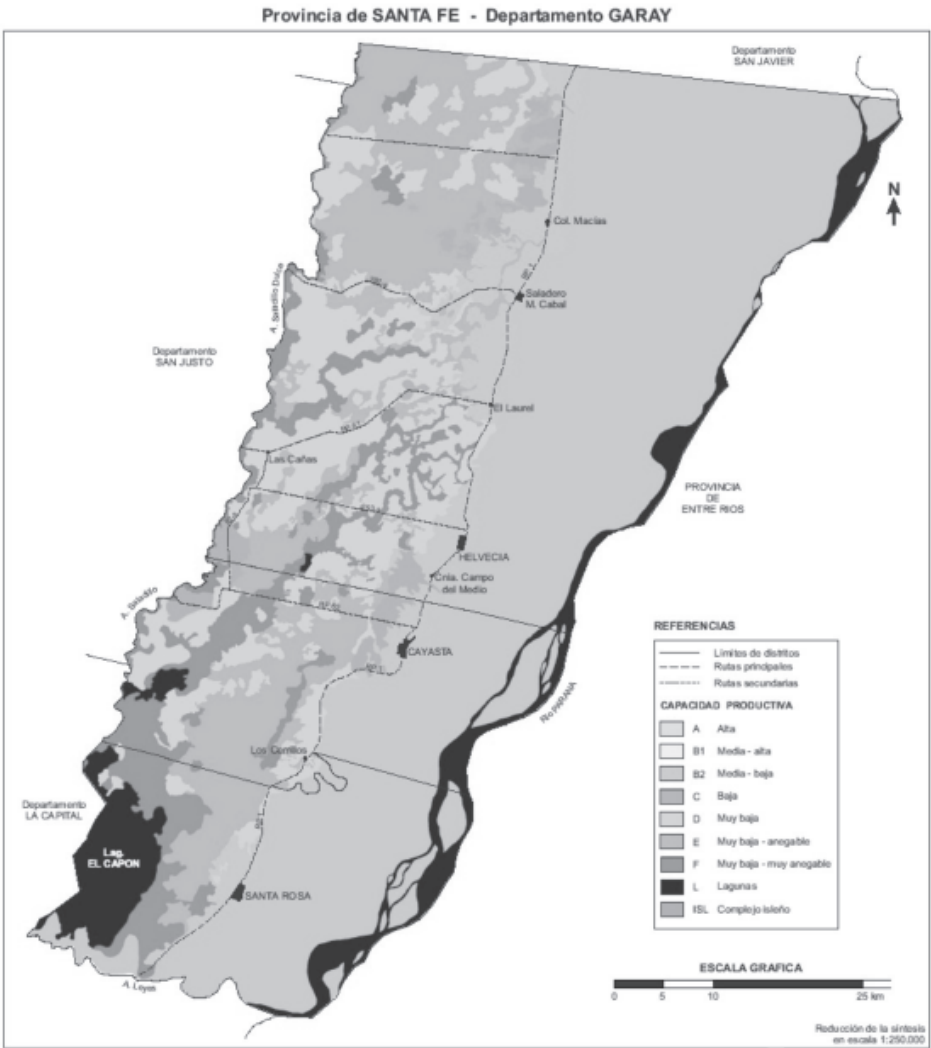 Provincia de SANTA FE - Departamento GARAY
Departamento
SAN JAVIER
N
Col. Macias
A. Saladillo Dulce
Saladero
M. Cabal
Departamento
SAN JUSTO
El Laurel
Las Cañas
PROVINCIA
DE
ENTRE RIOS
HELVECIA
Cnia. Campo
del Medio
A. Saladillo
CAYASTA
Río PARANA
Los Corrillos
Departamento
LA CAPITAL
Lag.
EL CAPON
SANTA ROSA
A. Leyes
REFERENCIAS
Límites de distritos
Rutas principales
Rutas secundarias
CAPACIDAD PRODUCTIVA
A Alta
B1 Media - alta
B2 Media - baja
C Baja
D Muy baja
E Muy baja - anegable
F Muy baja - muy anegable
L Lagunas
ISL Complejo isleño
ESCALA GRAFICA
0 5 10 25 km
Reducción de la síntesis
en escala 1:250.000